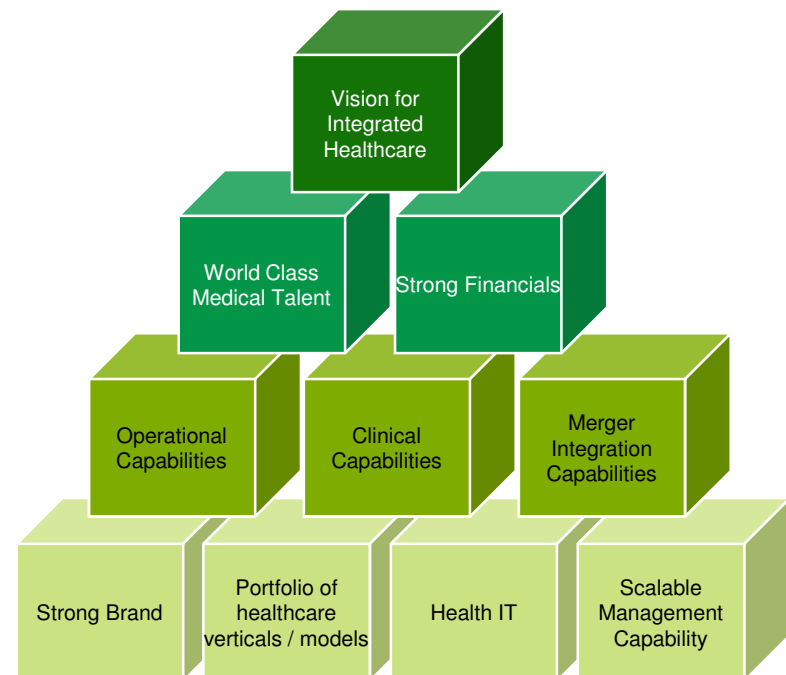 Vision for
Integrated
Healthcare
World Class
Medical Talent
Strong Financials
Operational
Capabilities
Clinical
Capabilities
Merger
Integration
Capabilities
Strong Brand
Portfolio of
healthcare
verticals / models
Health IT
Scalable
Management
Capability